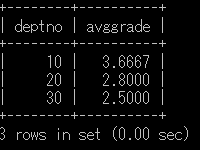 +--------+----------+
| deptno | avggrade |
+--------+----------+
| 10 | 3.6667 |
| 20 | 2.8000 |
| 30 | 2.5000 |
+--------+----------+
3 rows in set (0.00 sec)